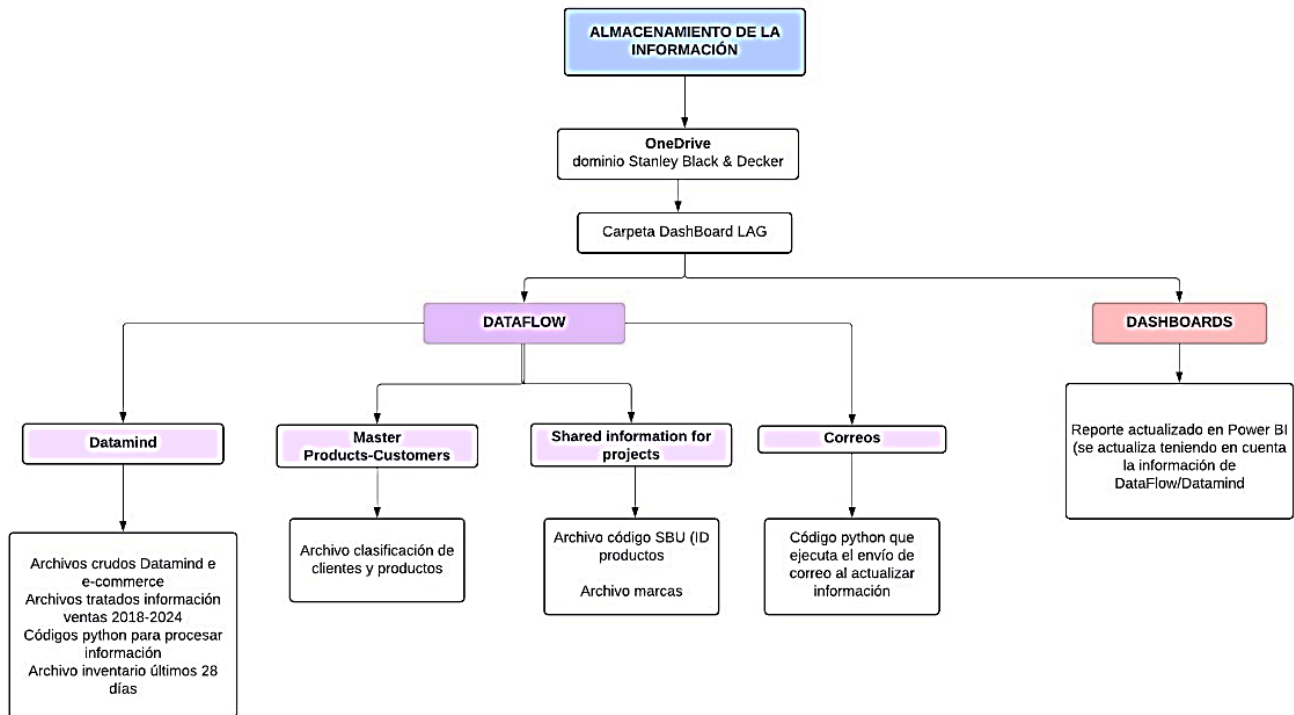 ALMACENAMIENTO DE LA
INFORMACIÓN
OneDrive
dominio Stanley Black & Decker
Carpeta DashBoard LAG
DATAFLOW
DASHBOARDS
Datamind
Master
Products-Customers
Shared information for
projects
Correos
Reporte actualizado en Power BI
(se actualiza teniendo en cuenta
la información de
DataFlow/Datamind
Archivos crudos Datamind e
e-commerce
Archivos tratados información
ventas 2018-2024
Códigos python para procesar
información
Archivo inventario últimos 28
días
Archivo clasificación de
clientes y productos
Archivo código SBU (ID
productos
Archivo marcas
Código python que
ejecuta el envío de
correo al actualizar
información